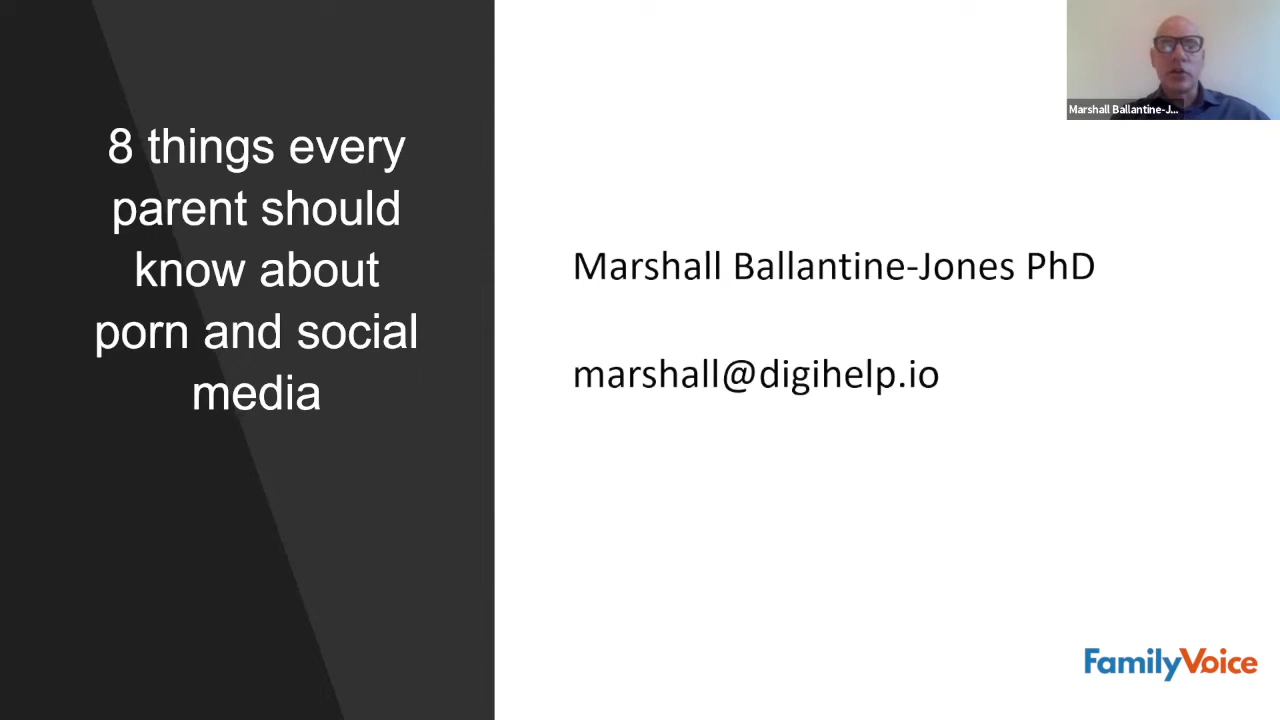 8 things every
parent should
know about
porn and social
media
Marshall Ballantine-Jones PhD
marshall@digihelp.io
Marshall Ballantine-J...
FamilyVoice